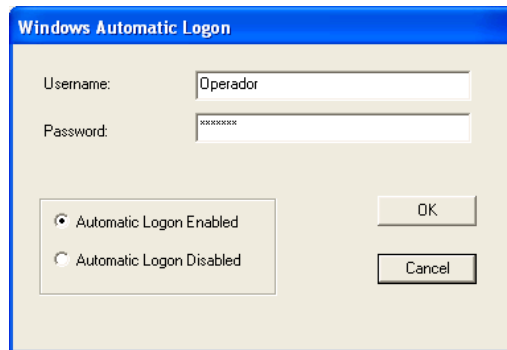 Windows Automatic Logon
Username: Operador
Password: *******
Automatic Logon Enabled
OK
Automatic Logon Disabled
Cancel